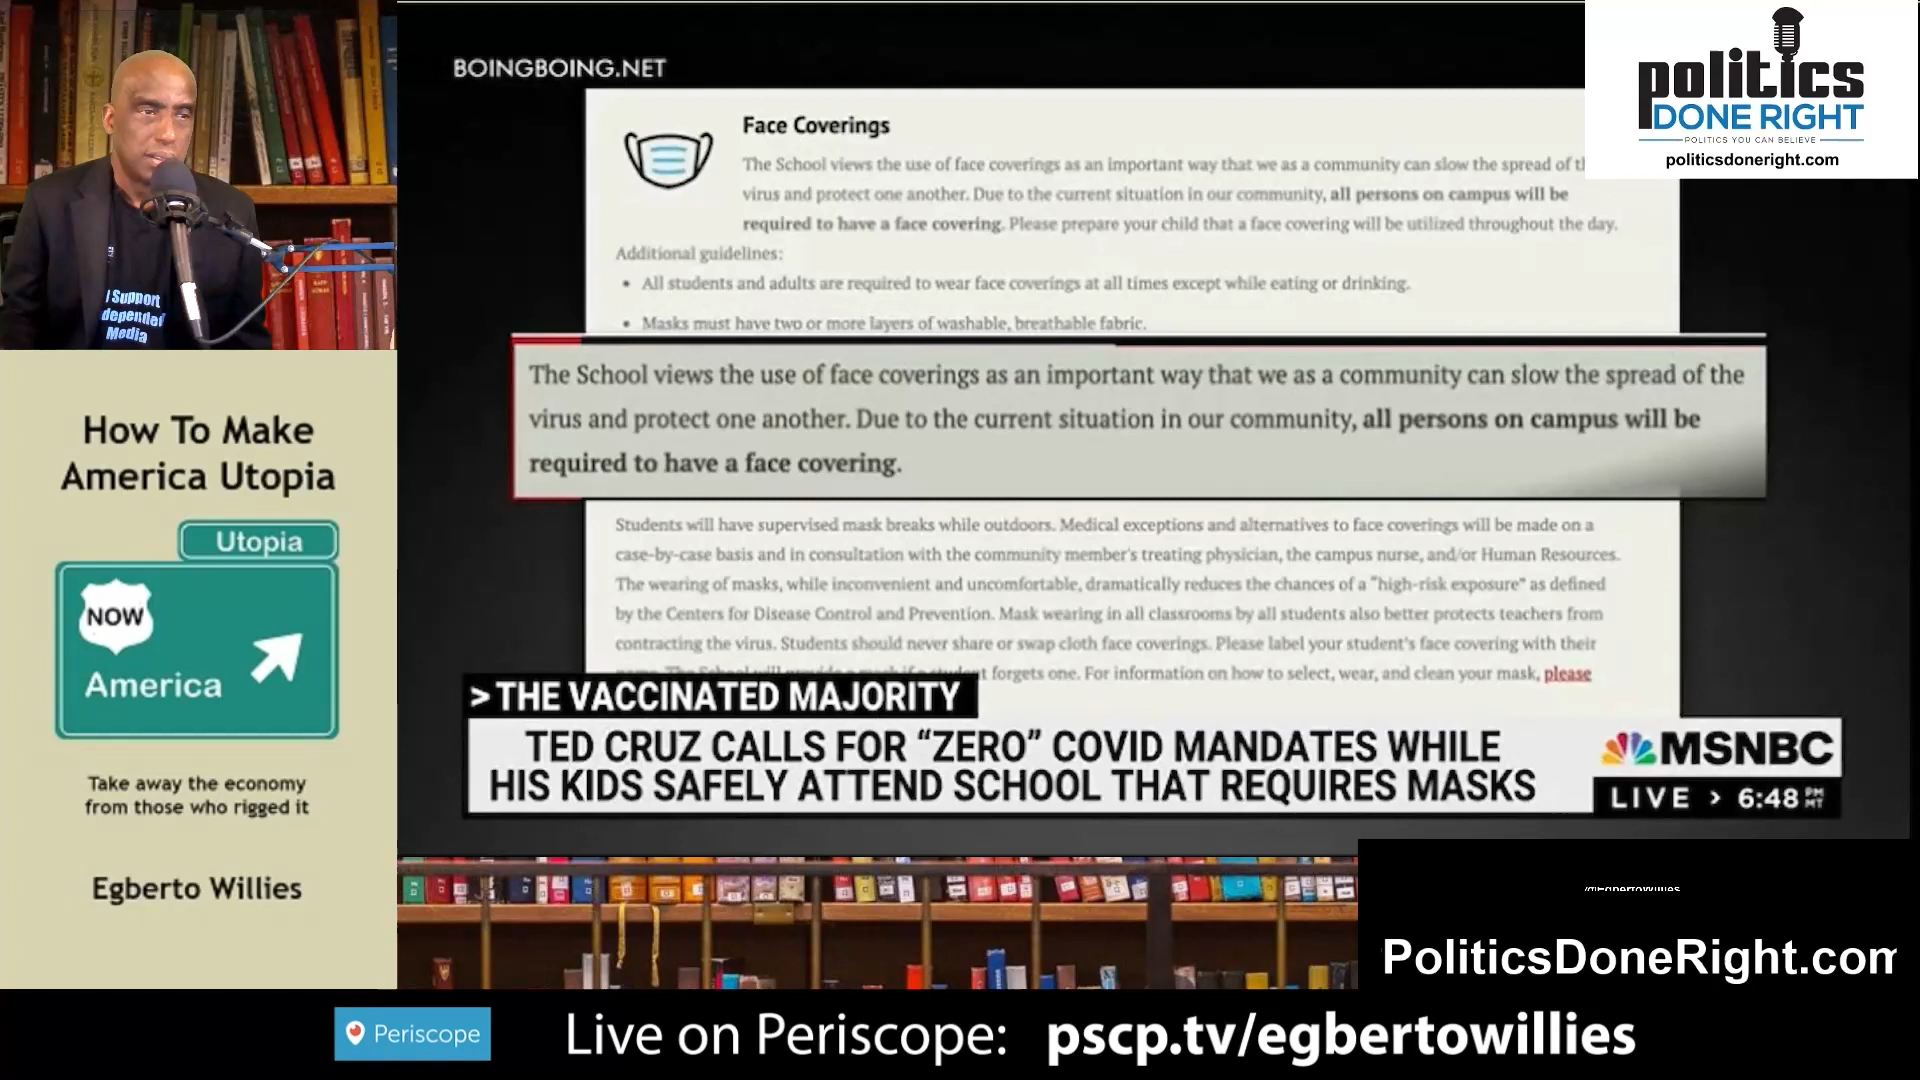 BOINGBOING.NET
Face Coverings
The School views the use of face coverings as an important way that we as a community can slow the spread of
virus and protect one another. Due to the current situation in our community, all persons on campus will be
required to have a face covering. Please prepare your child that a face covering will be utilized throughout the day.
Additional guidelines:
• All students and adults are required to wear face coverings at all times except while eating or drinking.
• Masks must have two or more layers of washable, breathable fabric.
The School views the use of face coverings as an important way that we as a community can slow the spread of the
virus and protect one another. Due to the current situation in our community, all persons on campus will be
required to have a face covering.
Students will have supervised mask breaks while outdoors. Medical exceptions and alternatives to face coverings will be made on a
case-by-case basis and in consultation with the community member's treating physician, the campus nurse, and/or Human Resources.
The wearing of masks, while inconvenient and uncomfortable, dramatically reduces the chances of a "high-risk exposure" as defined
by the Centers for Disease Control and Prevention. Mask wearing in all classrooms by all students also better protects teachers from
contracting the virus. Students should never share or swap cloth face coverings. Please label your student's face covering with their
forgets one. For information on how to select, wear, and clean your mask, please
> THE VACCINATED MAJORITY
TED CRUZ CALLS FOR “ZERO” COVID MANDATES WHILE
HIS KIDS SAFELY ATTEND SCHOOL THAT REQUIRES MASKS
MSNBC
LIVE > 6:48 PM MT
politics
DONE RIGHT
POLITICS YOU CAN BELIEVE
politicsdoneright.com
I Support
dependent
Media
How To Make
America Utopia
Utopia
NOW
America
Take away the economy
from those who rigged it
Egberto Willies
PoliticsDoneRight.com
Periscope
Live on Periscope: pscp.tv/egbertowillies